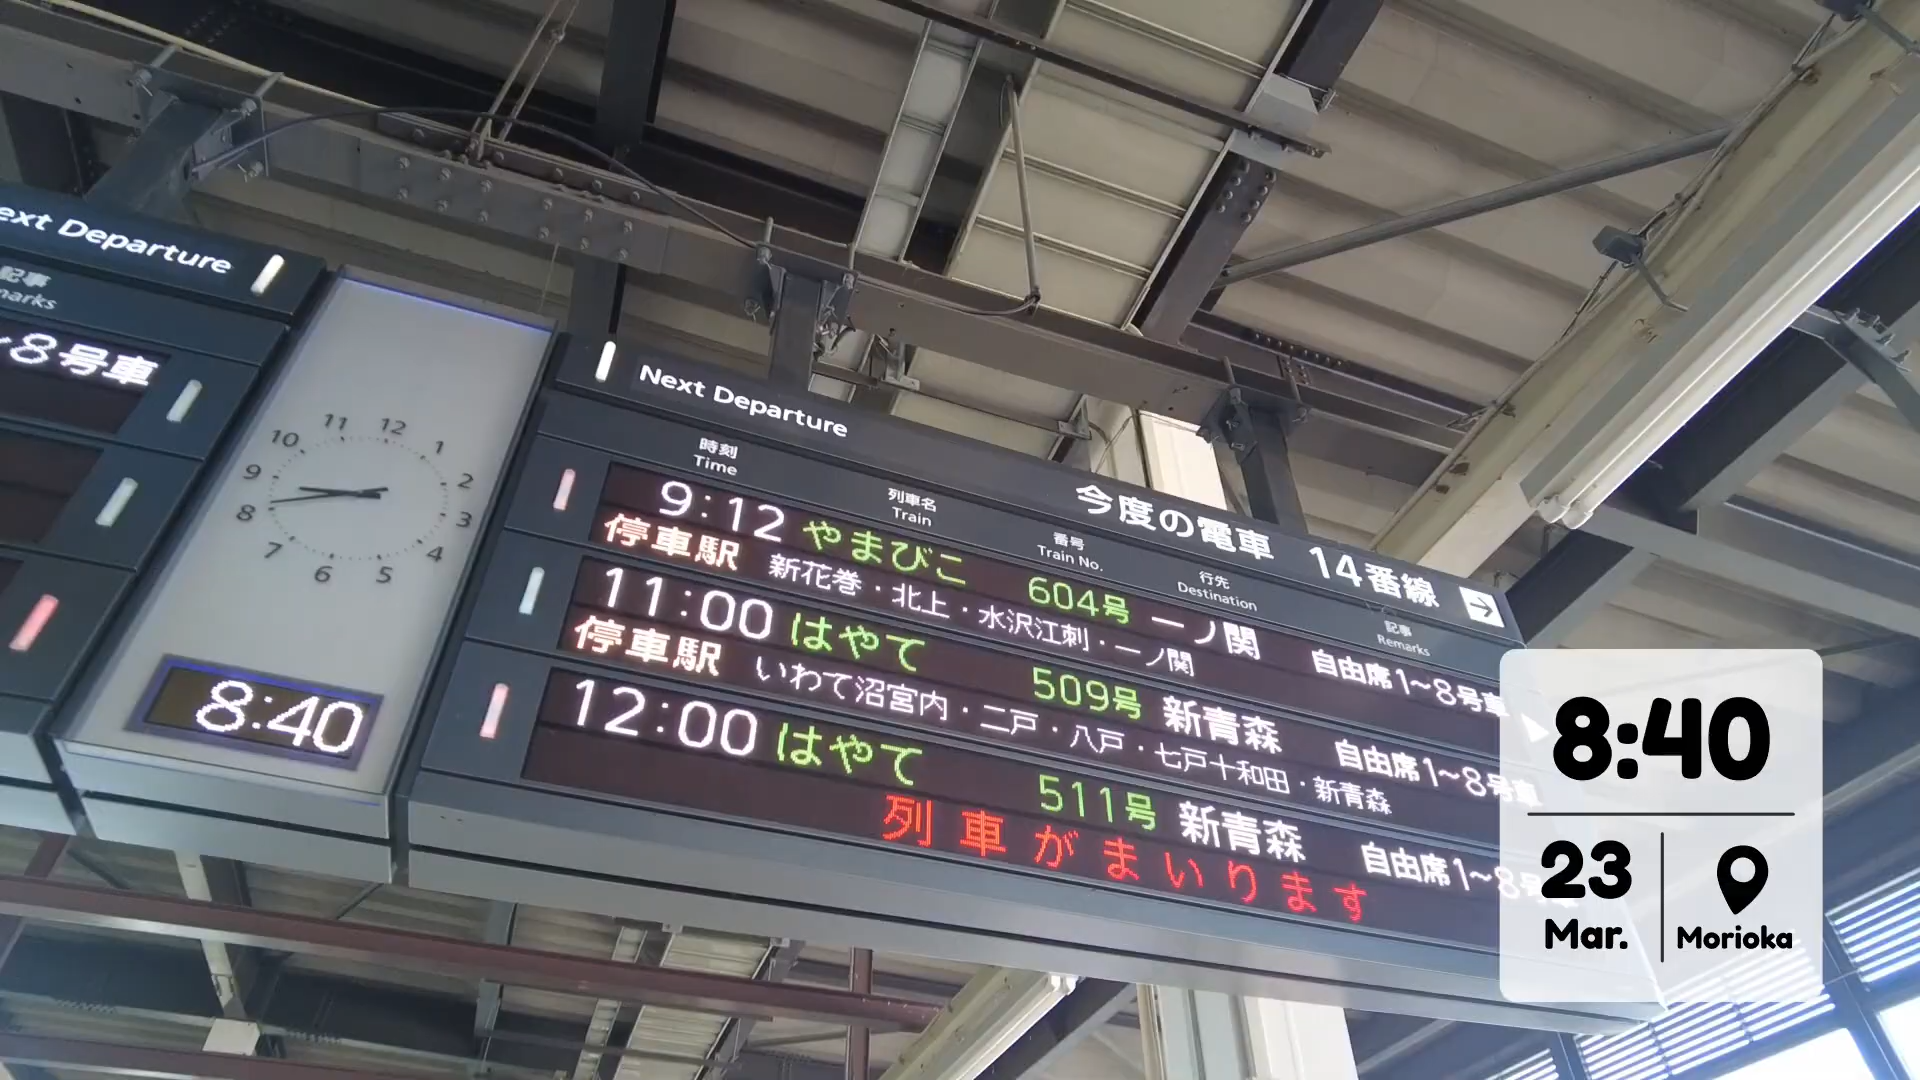 Next Departure
記事
8号車
11 12 1
10 2
9 3
8 4
7 6 5
8:40
Next Departure
今度の電車 14番線 →
時刻 列車名 番号 行先 記事
Time Train Train No. Destination Remarks
9:12 やまびこ 604号 一ノ関 自由席1~8号車
停車駅 新花巻・北上・水沢江刺・一ノ関
11:00 はやて 509号 新青森 自由席1~8号車
停車駅 いわて沼宮内・二戸・八戸・七戸十和田・新青森
12:00 はやて 511号 新青森 自由席1~8号
列車がまいります
8:40
23
Mar.
Morioka